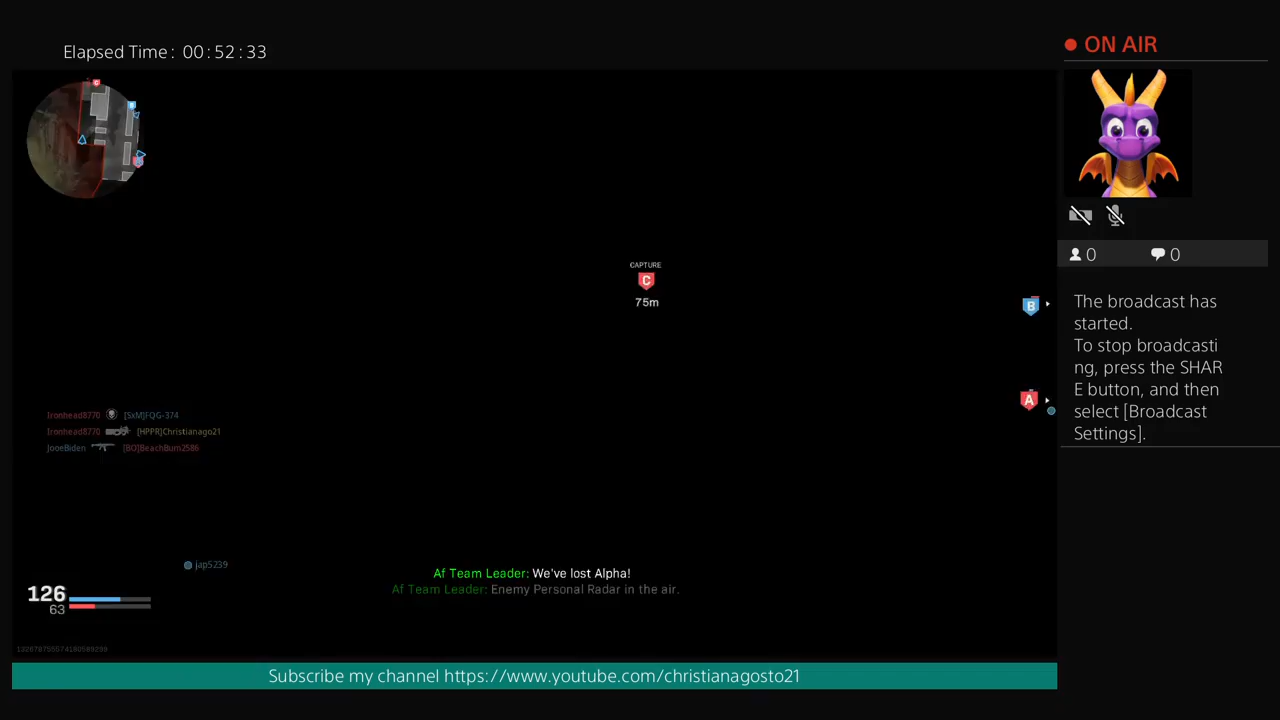 Elapsed Time: 00:52:33
ON AIR
C
B
CAPTURE
C
75m
0
0
B
The broadcast has
started.
To stop broadcasti
ng, press the SHAR
E button, and then
select [Broadcast
Settings].
A
Ironhead8770 [SxM]FQG-374
Ironhead8770 [HPPR]Christianago21
JooeBiden [BO]BeachBum2586
japS239
Af Team Leader: We've lost Alpha!
Af Team Leader: Enemy Personal Radar in the air.
126
63
Subscribe my channel https://www.youtube.com/christianagosto21